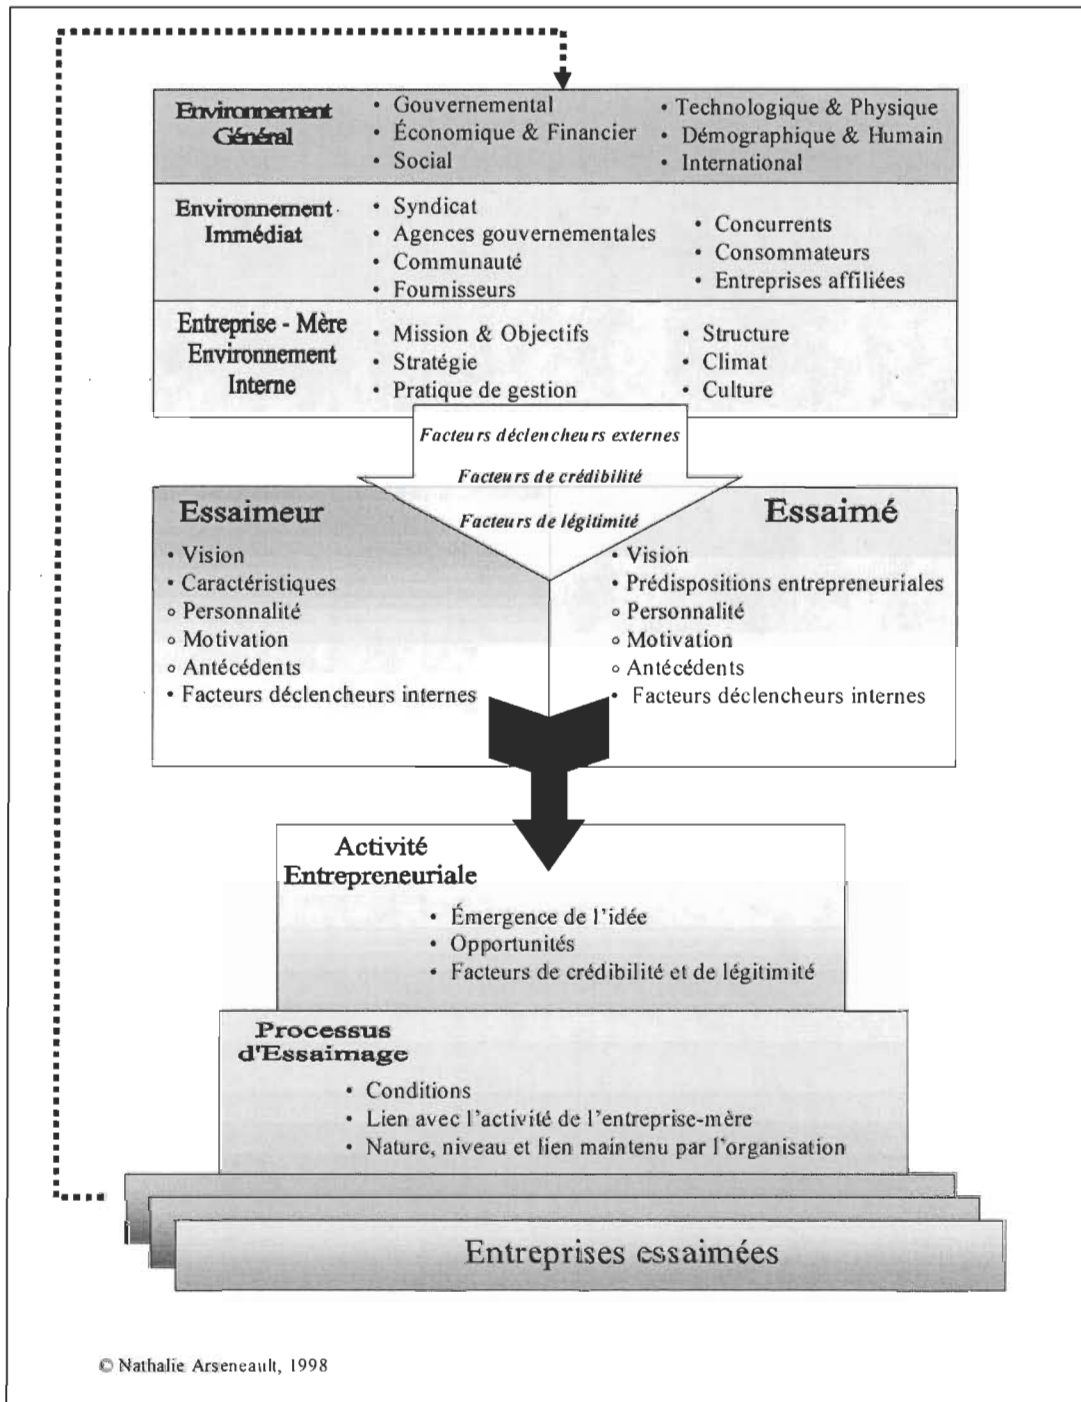 Environnement
Général
• Gouvernemental
• Économique & Financier
• Social
• Technologique & Physique
• Démographique & Humain
• International
Environnement
Immédiat
• Syndicat
• Agences gouvernementales
• Communauté
• Fournisseurs
• Concurrents
• Consommateurs
• Entreprises affiliées
Entreprise - Mère
Environnement
Interne
• Mission & Objectifs
• Stratégie
• Pratique de gestion
• Structure
• Climat
• Culture
Facteurs déclencheurs externes
Facteurs de crédibilité
Facteurs de légitimité
Essaimeur
• Vision
• Caractéristiques
o Personnalité
o Motivation
o Antécédents
• Facteurs déclencheurs internes
Essaimé
• Vision
• Prédispositions entrepreneuriales
o Personnalité
o Motivation
o Antécédents
• Facteurs déclencheurs internes
Activité
Entrepreneuriale
• Émergence de l'idée
• Opportunités
• Facteurs de crédibilité et de légitimité
Processus
d'Essaimage
• Conditions
• Lien avec l'activité de l'entreprise-mère
• Nature, niveau et lien maintenu par l'organisation
Entreprises essaimées
© Nathalie Arseneault, 1998